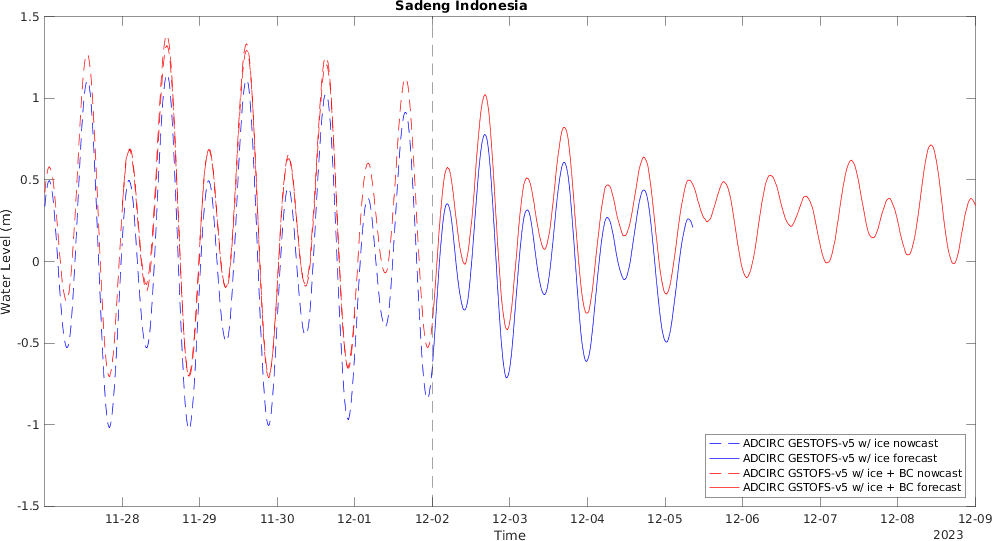 Sadeng Indonesia
1.5
1
0.5
0
-0.5
-1
-1.5
Water Level (m)
11-28 11-29 11-30 12-01 12-02 12-03 12-04 12-05 12-06 12-07 12-08 12-09
Time
2023
ADCIRC GESTOFS-v5 w/ ice nowcast
ADCIRC GESTOFS-v5 w/ ice forecast
ADCIRC GSTOFS-v5 w/ ice + BC nowcast
ADCIRC GSTOFS-v5 w/ ice + BC forecast